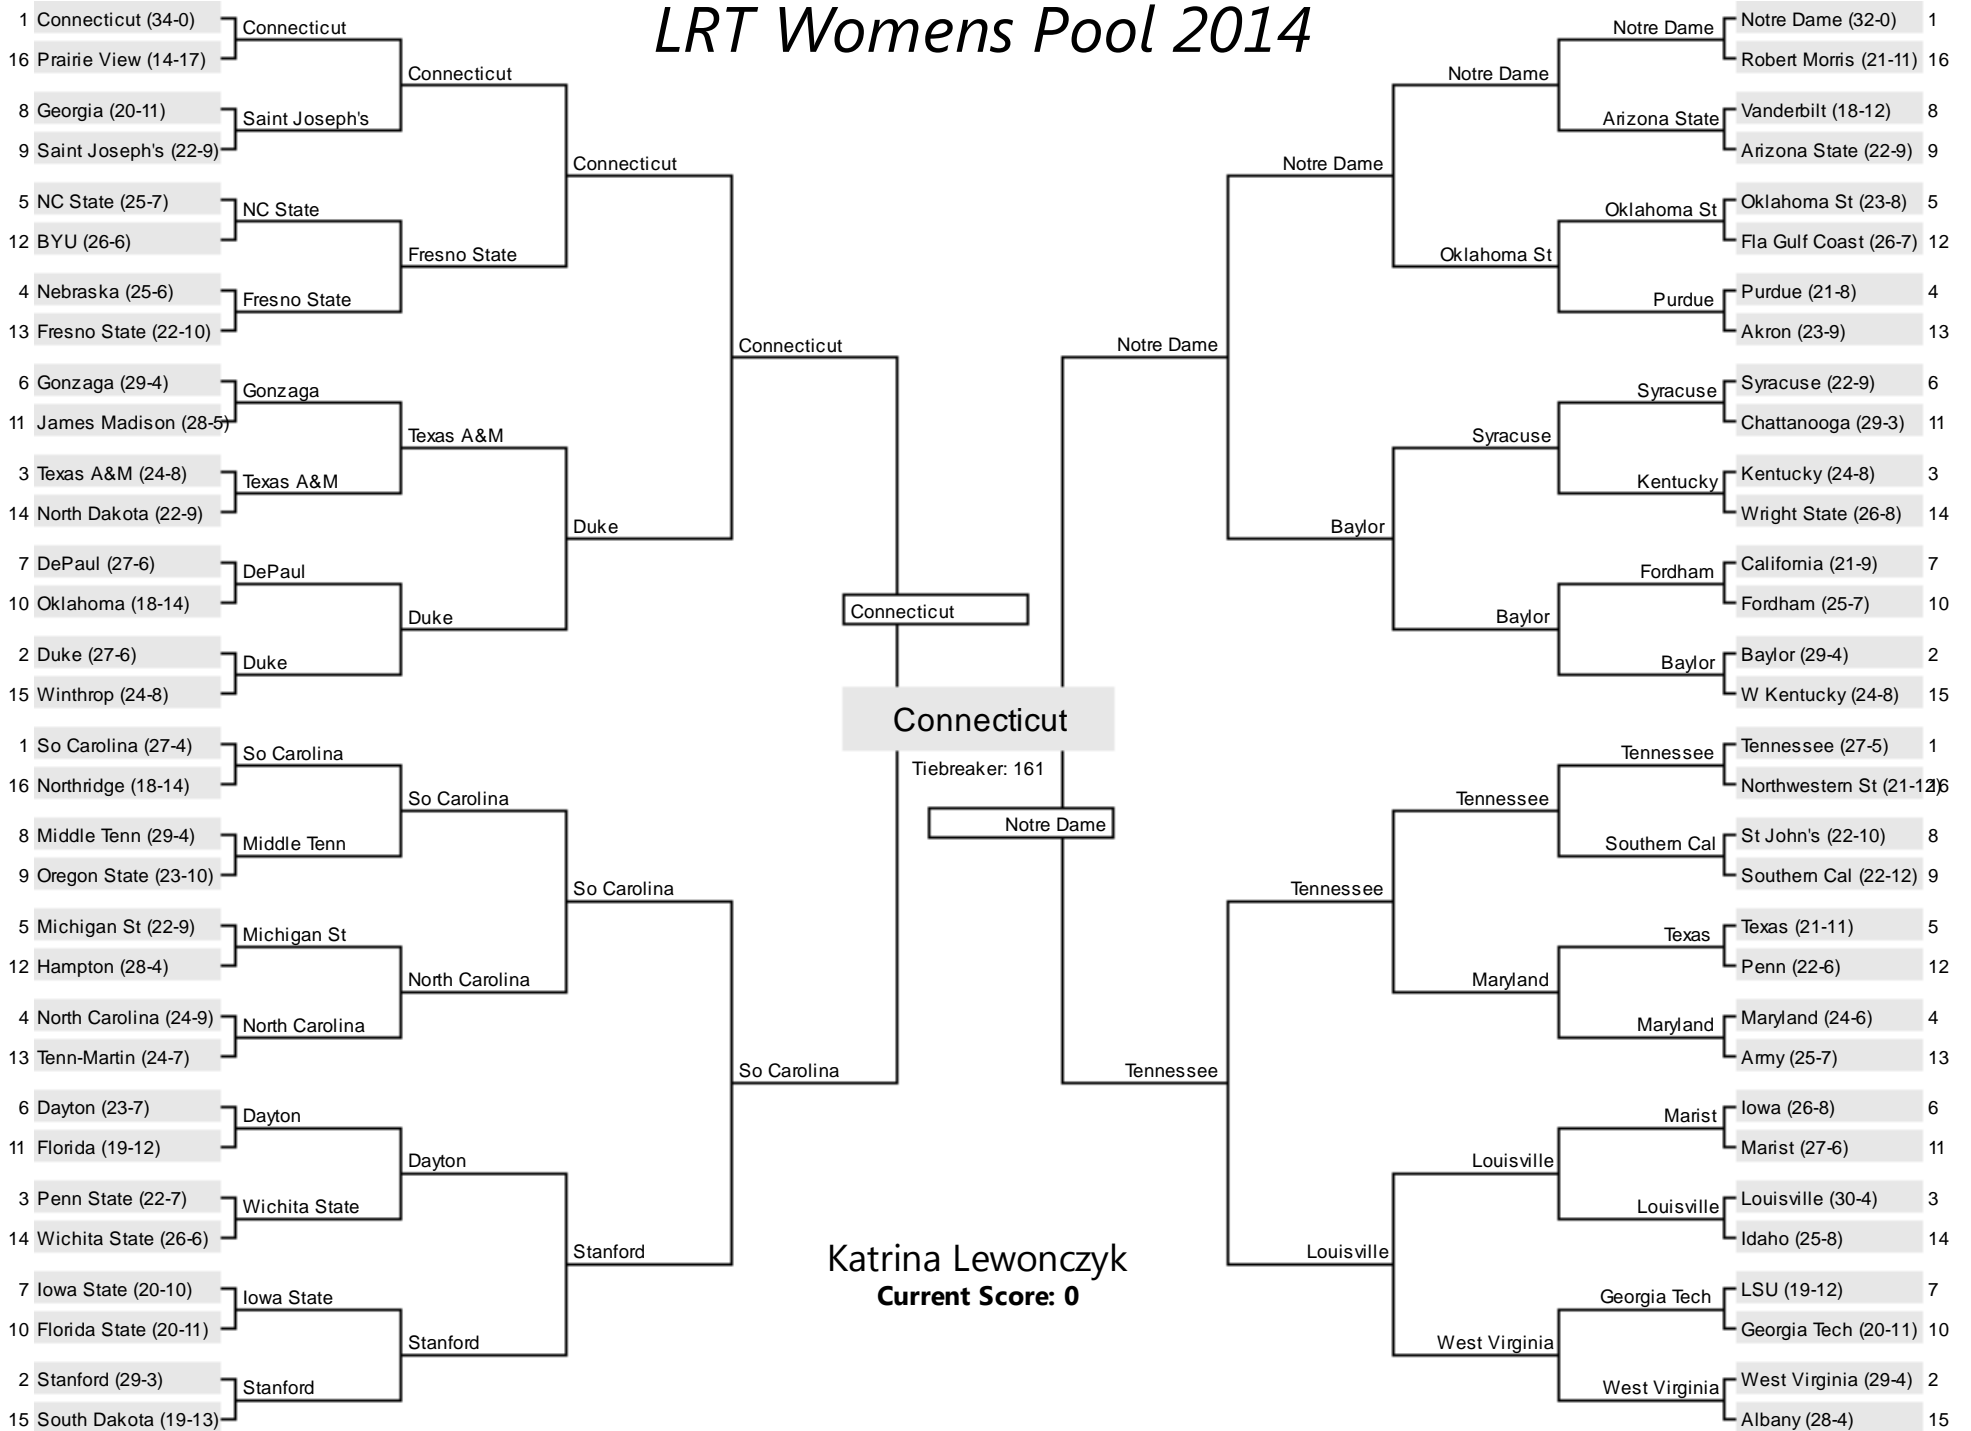 LRT Womens Pool 2014
1 Connecticut (34-0)
16 Prairie View (14-17)
8 Georgia (20-11)
9 Saint Joseph's (22-9)
5 NC State (25-7)
12 BYU (26-6)
4 Nebraska (25-6)
13 Fresno State (22-10)
6 Gonzaga (29-4)
11 James Madison (28-5)
3 Texas A&M (24-8)
14 North Dakota (22-9)
7 DePaul (27-6)
10 Oklahoma (18-14)
2 Duke (27-6)
15 Winthrop (24-8)
1 So Carolina (27-4)
16 Northridge (18-14)
8 Middle Tenn (29-4)
9 Oregon State (23-10)
5 Michigan St (22-9)
12 Hampton (28-4)
4 North Carolina (24-9)
13 Tenn-Martin (24-7)
6 Dayton (23-7)
11 Florida (19-12)
3 Penn State (22-7)
14 Wichita State (26-6)
7 Iowa State (20-10)
10 Florida State (20-11)
2 Stanford (29-3)
15 South Dakota (19-13)
Connecticut
Saint Joseph's
NC State
Fresno State
Gonzaga
Texas A&M
DePaul
Duke
So Carolina
Middle Tenn
Michigan St
North Carolina
Dayton
Wichita State
Iowa State
Stanford
Connecticut
Fresno State
Texas A&M
Duke
So Carolina
North Carolina
Dayton
Stanford
Connecticut
Duke
So Carolina
Stanford
Connecticut
So Carolina
Connecticut
Connecticut
Tiebreaker: 161
Notre Dame
Katrina Lewonczyk
Current Score: 0
Notre Dame
Tennessee
Notre Dame
Baylor
Tennessee
Louisville
Notre Dame
Oklahoma St
Syracuse
Baylor
Tennessee
Maryland
Louisville
West Virginia
Notre Dame
Arizona State
Oklahoma St
Purdue
Syracuse
Kentucky
Fordham
Baylor
Tennessee
Southern Cal
Texas
Maryland
Marist
Louisville
Georgia Tech
West Virginia
Notre Dame (32-0) 1
Robert Morris (21-11) 16
Vanderbilt (18-12) 8
Arizona State (22-9) 9
Oklahoma St (23-8) 5
Fla Gulf Coast (26-7) 12
Purdue (21-8) 4
Akron (23-9) 13
Syracuse (22-9) 6
Chattanooga (29-3) 11
Kentucky (24-8) 3
Wright State (26-8) 14
California (21-9) 7
Fordham (25-7) 10
Baylor (29-4) 2
W Kentucky (24-8) 15
Tennessee (27-5) 1
Northwestern St (21-12) 16
St John's (22-10) 8
Southern Cal (22-12) 9
Texas (21-11) 5
Penn (22-6) 12
Maryland (24-6) 4
Army (25-7) 13
Iowa (26-8) 6
Marist (27-6) 11
Louisville (30-4) 3
Idaho (25-8) 14
LSU (19-12) 7
Georgia Tech (20-11) 10
West Virginia (29-4) 2
Albany (28-4) 15